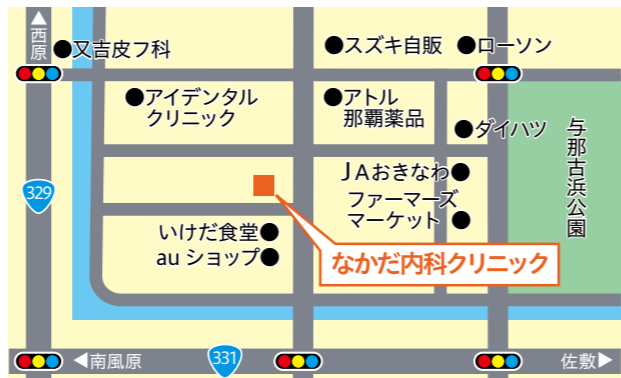 ▲西原
●又吉皮フ科
●スズキ自販
●ローソン
●アイデンタル
クリニック
●アトル
那覇薬品
●ダイハツ
与那古浜公園
329
JAおきなわ●
ファーマーズ
マーケット●
いけだ食堂●
au ショップ●
なかだ内科クリニック
◀南風原
331
佐敷▶